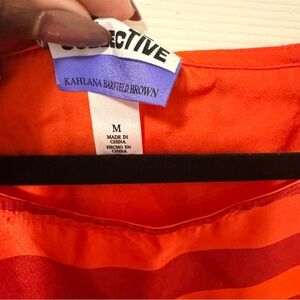 COLLECTIVE
KAHLANA BARFIELD BROWN
M
MADE IN
CHINA
HECHO EN
CHINA